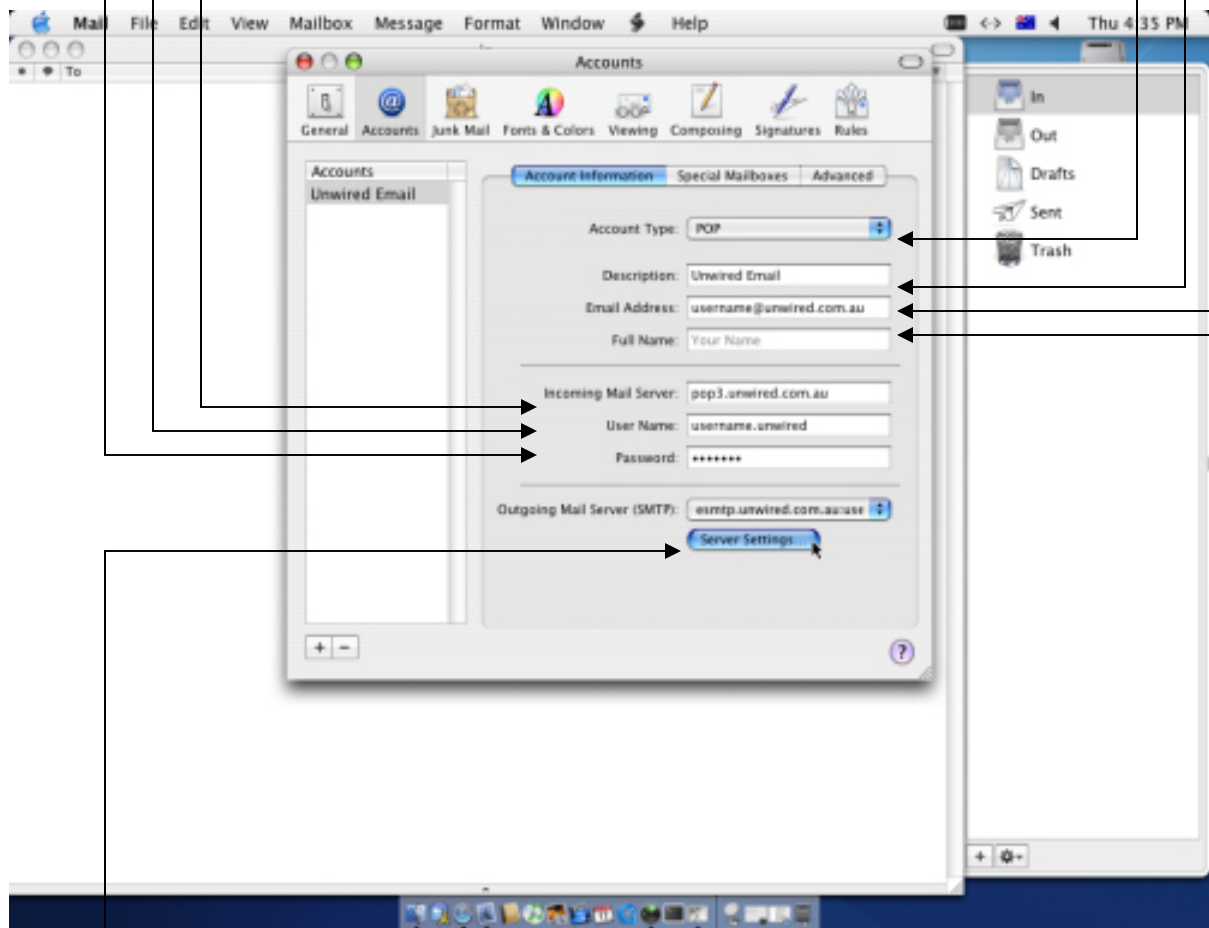 Mail File Edit View Mailbox Message Format Window Help Thu 4:35 PM
To
Accounts
General Accounts Junk Mail Fonts & Colors Viewing Composing Signatures Rules
Accounts
Unwired Email
Account Information Special Mailboxes Advanced
Account Type: POP
Description: Unwired Email
Email Address: username@unwired.com.au
Full Name: Your Name
Incoming Mail Server: pop3.unwired.com.au
User Name: username.unwired
Password: •••••••
Outgoing Mail Server (SMTP): esmtp.unwired.com.au:use
Server Settings...
In
Out
Drafts
Sent
Trash